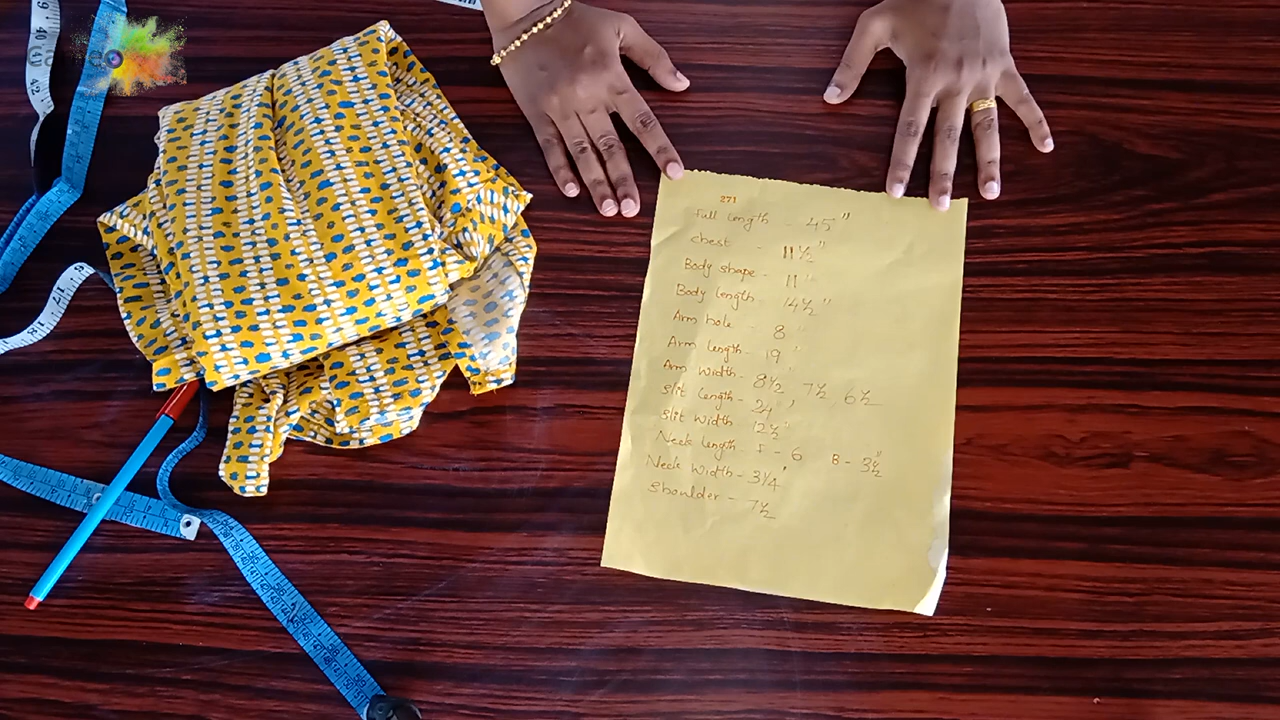 271
Full length - 45"
chest - 11½"
Body shape - 11"
Body length - 14½"
Arm hole - 8"
Arm length - 19"
Arm width - 8½", 7½, 6½
Slit length - 24"
Slit width 12½"
Neck length - F - 6 B - 3½"
Neck width - 3¼"
Shoulder - 7½